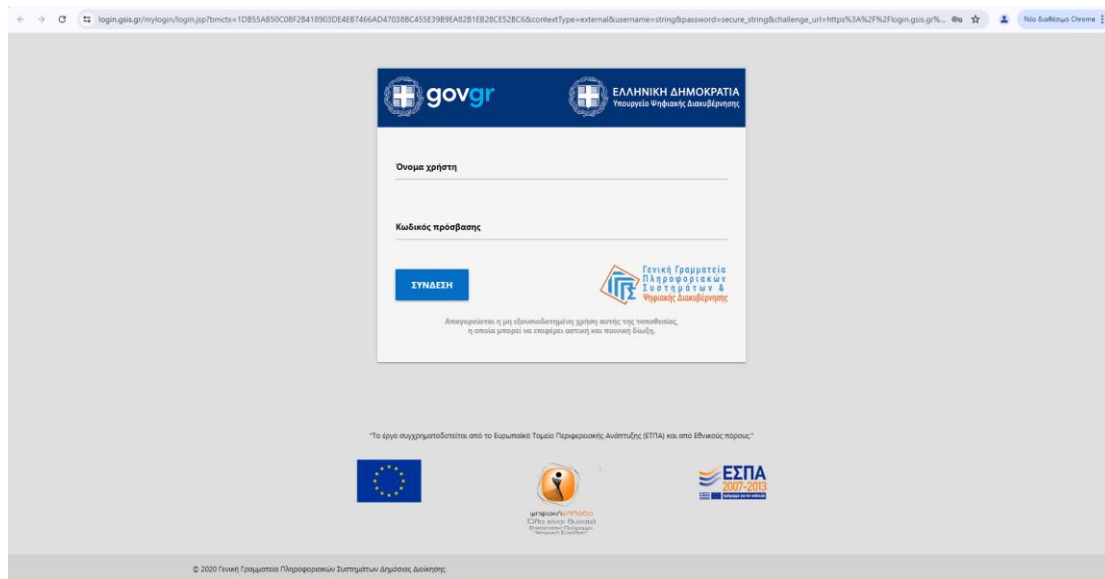 login.gsis.gr/mylogin/login.jsp?bmctx=1DB55A850C08F2B418903DE4EB7466AD47038BC455E39B9EA82B1EB28CE52BC6&contextType=external&username=string&password=secure_string&challenge_url=https%3A%2F%2Flogin.gsis.gr%...
Νέο διαθέσιμο Chrome
govgr
ΕΛΛΗΝΙΚΗ ΔΗΜΟΚΡΑΤΙΑ
Υπουργείο Ψηφιακής Διακυβέρνησης
Όνομα χρήστη
Κωδικός πρόσβασης
ΣΥΝΔΕΣΗ
Γενική Γραμματεία
Πληροφοριακών
Συστημάτων &
Ψηφιακής Διακυβέρνησης
Απαγορεύεται η μη εξουσιοδοτημένη χρήση αυτής της τοποθεσίας,
η οποία μπορεί να επιφέρει αστική και ποινική δίωξη.
"Το έργο συγχρηματοδοτείται από το Ευρωπαϊκό Ταμείο Περιφερειακής Ανάπτυξης (ΕΤΠΑ) και από Εθνικούς πόρους."
ψηφιακήελλάδα
Όλα είναι δυνατά
ΕΣΠΑ
2007-2013
© 2020 Γενική Γραμματεία Πληροφοριακών Συστημάτων Δημόσιας Διοίκησης